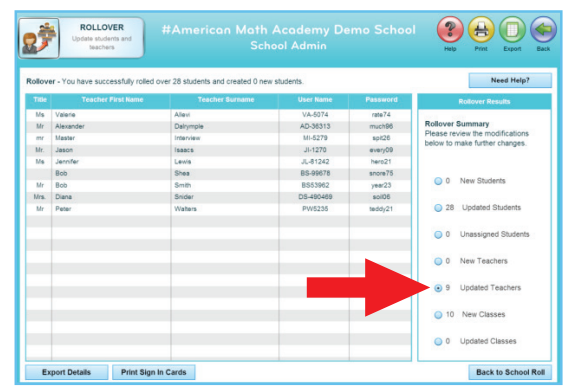 ROLLOVER
Update students and
teachers
#American Math Academy Demo School
School Admin
Help Print Export Back
Rollover - You have successfully rolled over 28 students and created 0 new students.
Need Help?
Title Teacher First Name Teacher Surname User Name Password
Ms Valerie Allevi VA-5074 rate74
Mr Alexander Dalrymple AD-36313 much96
mr Master Interview MI-5279 spit26
Mr. Jason Isaacs JI-1270 every09
Ms Jennifer Lewis JL-81242 hero21
Bob Shea BS-99678 snore75
Mr Bob Smith BS53962 year23
Mrs. Diana Snider DS-490469 soil06
Mr Peter Walters PW5235 teddy21
Rollover Results
Rollover Summary
Please review the modifications
below to make further changes.
0 New Students
28 Updated Students
0 Unassigned Students
0 New Teachers
9 Updated Teachers
10 New Classes
0 Updated Classes
Export Details Print Sign In Cards Back to School Roll